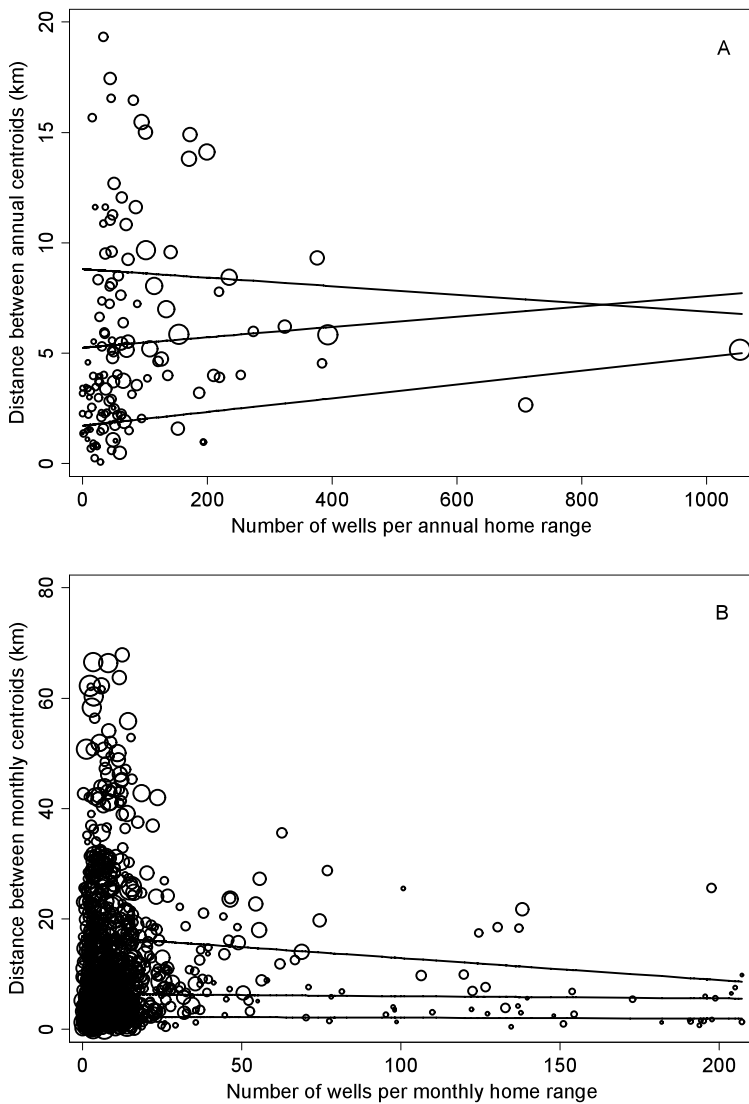 A
20
15
10
5
0
Distance between annual centroids (km)
0 200 400 600 800 1000
Number of wells per annual home range
B
80
60
40
20
0
Distance between monthly centroids (km)
0 50 100 150 200
Number of wells per monthly home range